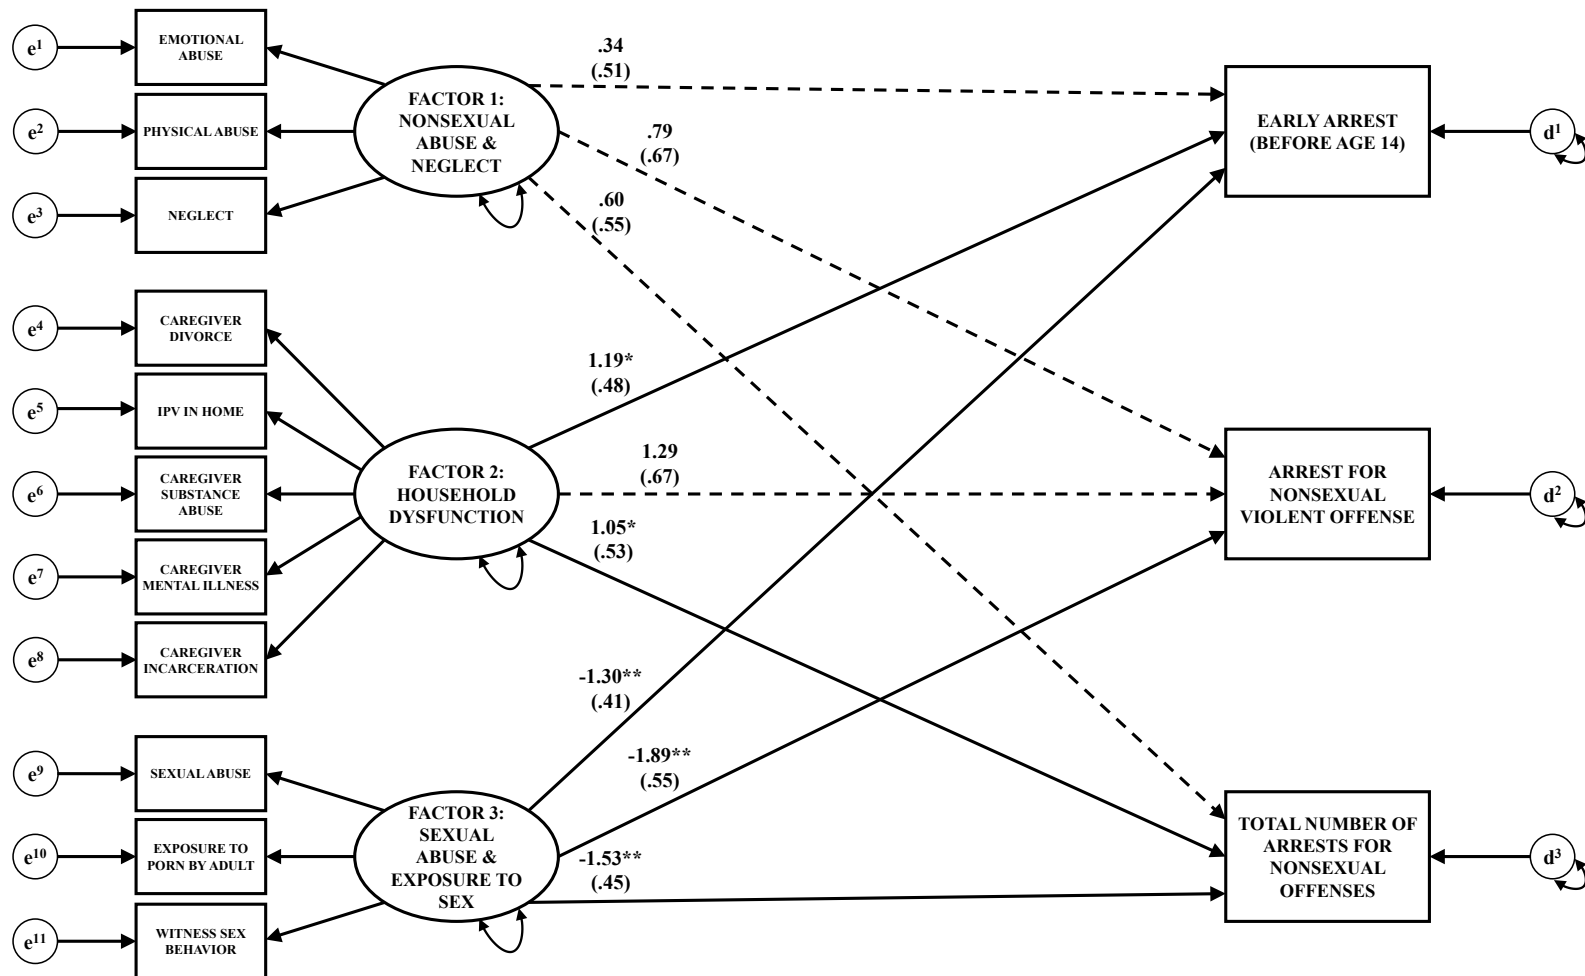 e1
EMOTIONAL
ABUSE
e2
PHYSICAL ABUSE
e3
NEGLECT
FACTOR 1:
NONSEXUAL
ABUSE &
NEGLECT
.34
(.51)
.79
(.67)
.60
(.55)
EARLY ARREST
(BEFORE AGE 14)
d1
e4
CAREGIVER
DIVORCE
e5
IPV IN HOME
e6
CAREGIVER
SUBSTANCE
ABUSE
e7
CAREGIVER
MENTAL ILLNESS
e8
CAREGIVER
INCARCERATION
FACTOR 2:
HOUSEHOLD
DYSFUNCTION
1.19*
(.48)
1.29
(.67)
1.05*
(.53)
ARREST FOR
NONSEXUAL
VIOLENT OFFENSE
d2
e9
SEXUAL ABUSE
e10
EXPOSURE TO
PORN BY ADULT
e11
WITNESS SEX
BEHAVIOR
FACTOR 3:
SEXUAL
ABUSE &
EXPOSURE TO
SEX
-1.30**
(.41)
-1.89**
(.55)
-1.53**
(.45)
TOTAL NUMBER OF
ARRESTS FOR
NONSEXUAL
OFFENSES
d3